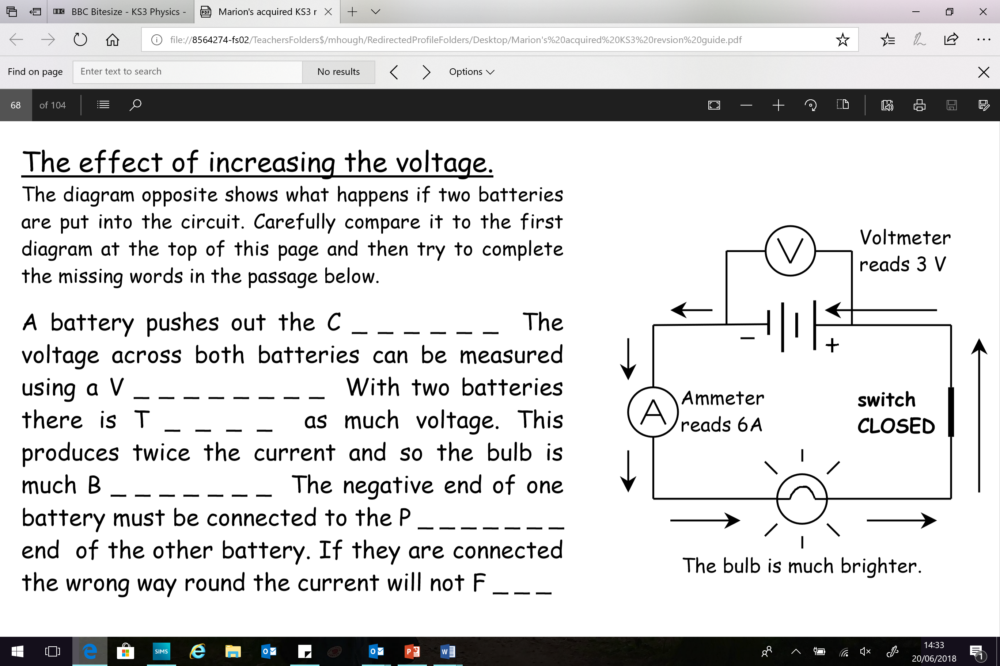 BBC BBC Bitesize - KS3 Physics -
PDF Marion's acquired KS3 r
file://8564274-fs02/TeachersFolders$/mhough/RedirectedProfileFolders/Desktop/Marion's%20acquired%20KS3%20revsion%20guide.pdf
Find on page Enter text to search No results Options
68 of 104
The effect of increasing the voltage.
The diagram opposite shows what happens if two batteries
are put into the circuit. Carefully compare it to the first
diagram at the top of this page and then try to complete
the missing words in the passage below.
A battery pushes out the C _ _ _ _ _ _ The
voltage across both batteries can be measured
using a V _ _ _ _ _ _ _ _ With two batteries
there is T _ _ _ _ as much voltage. This
produces twice the current and so the bulb is
much B _ _ _ _ _ _ _ The negative end of one
battery must be connected to the P _ _ _ _ _ _ _
end of the other battery. If they are connected
the wrong way round the current will not F _ _ _
V
Voltmeter
reads 3 V
− +
A
Ammeter
reads 6A
switch
CLOSED
The bulb is much brighter.
SIMS
14:33
20/06/2018
1